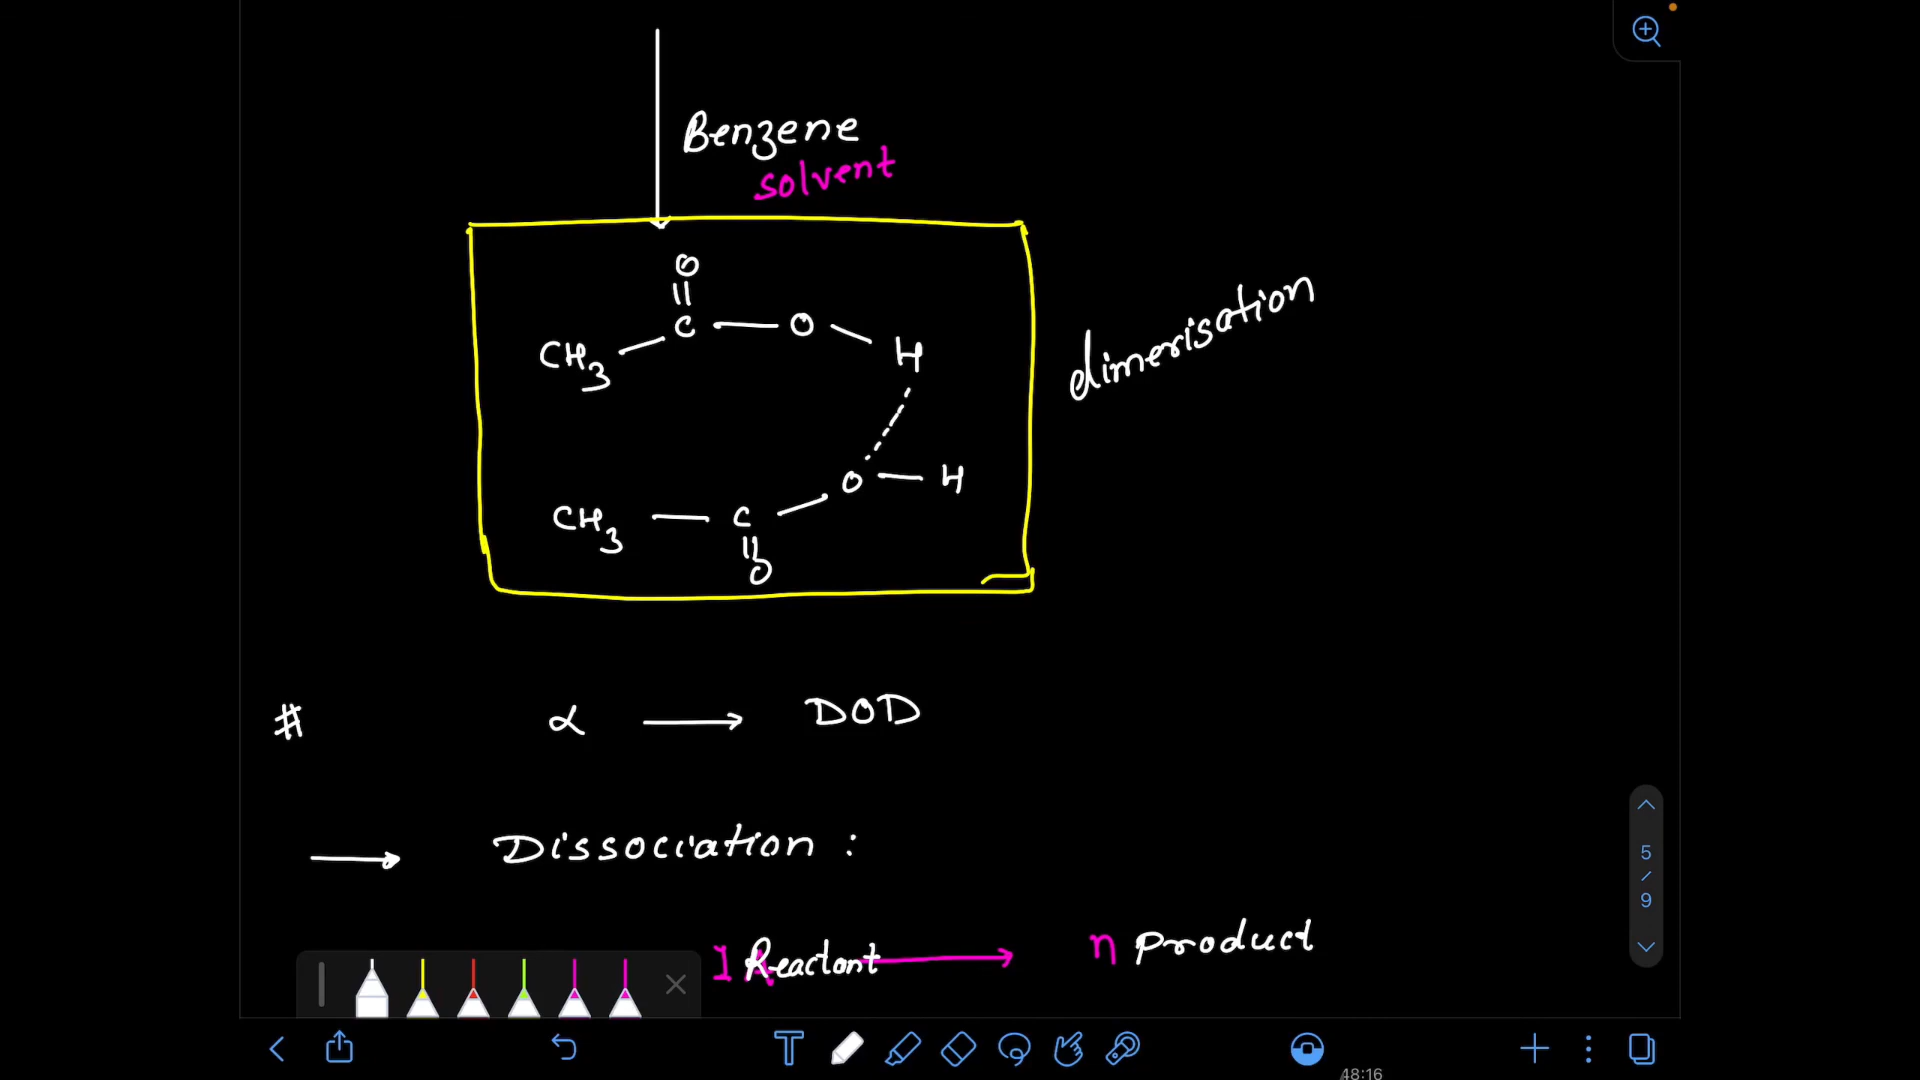 Benzene
solvent
O
||
CH3 — C — O — H
dimerisation
CH3 — C — O — H
||
O
# α → DOD
→ Dissociation :
1 Reactant → n product
5
/
9
T
48:16